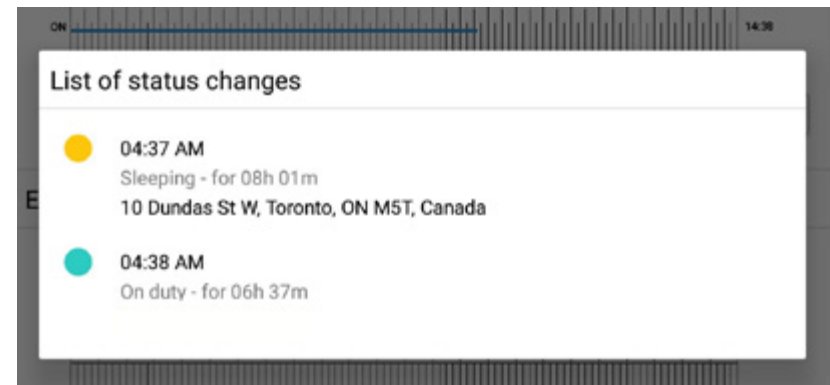 ON
14:38
List of status changes
04:37 AM
Sleeping - for 08h 01m
10 Dundas St W, Toronto, ON M5T, Canada
E
04:38 AM
On duty - for 06h 37m